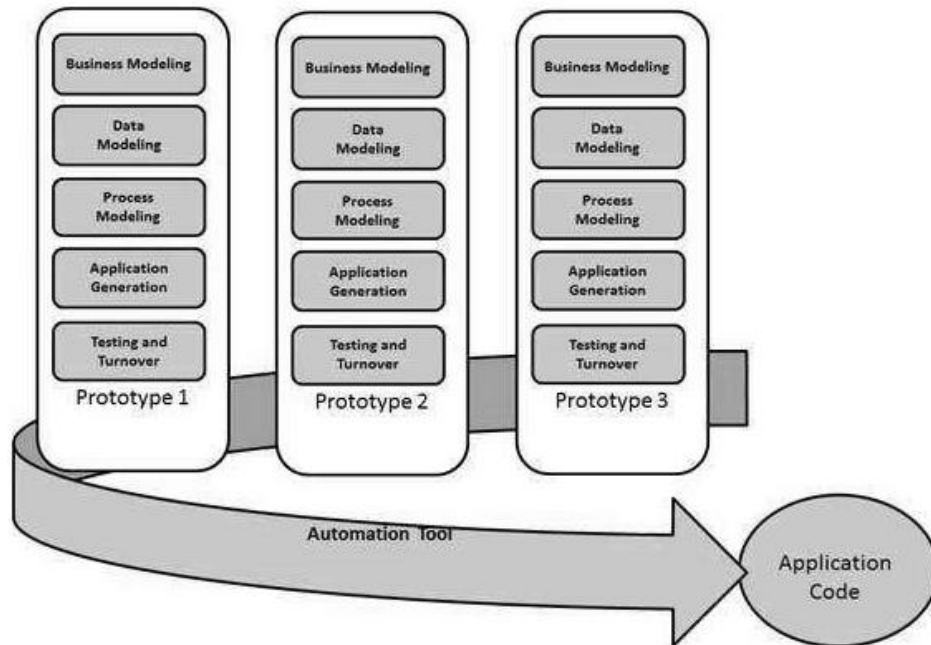 Business Modeling
Data
Modeling
Process
Modeling
Application
Generation
Testing and
Turnover
Prototype 1
Business Modeling
Data
Modeling
Process
Modeling
Application
Generation
Testing and
Turnover
Prototype 2
Business Modeling
Data
Modeling
Process
Modeling
Application
Generation
Testing and
Turnover
Prototype 3
Automation Tool
Application
Code